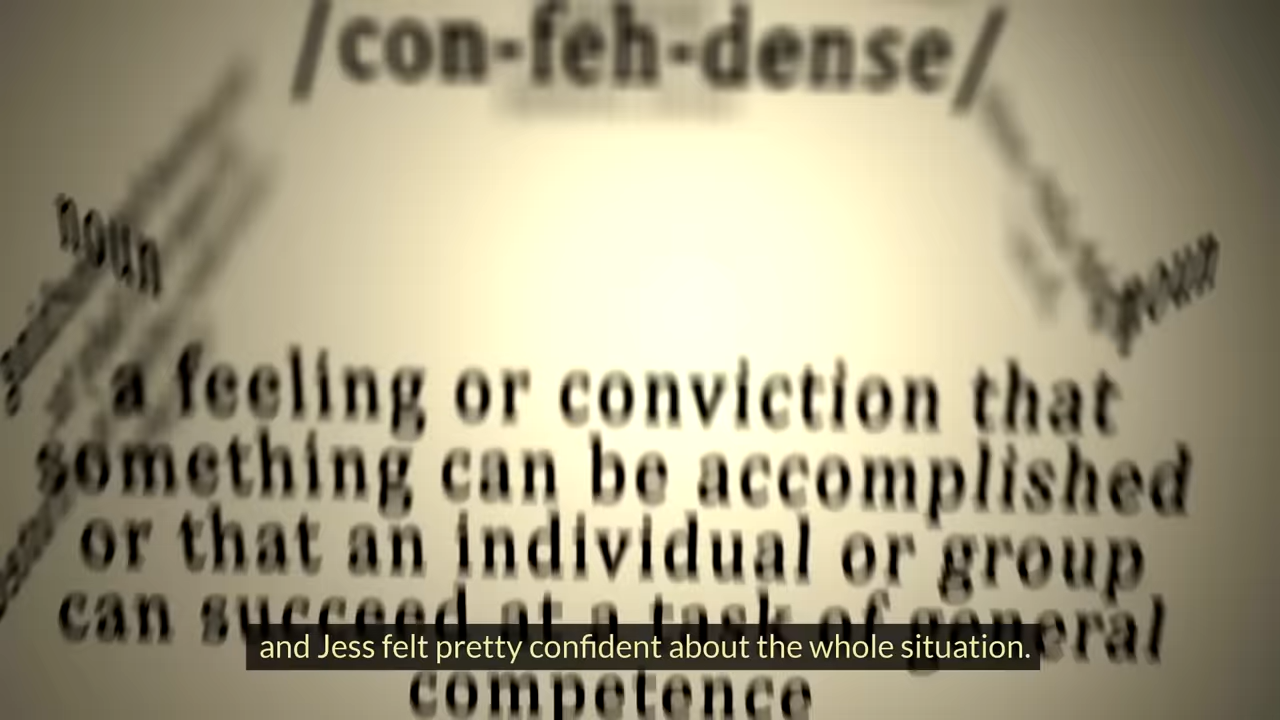 /con-feh-dense/
noun
noun
a feeling or conviction that
something can be accomplished
or that an individual or group
can succeed at a task of general
competence
and Jess felt pretty confident about the whole situation.